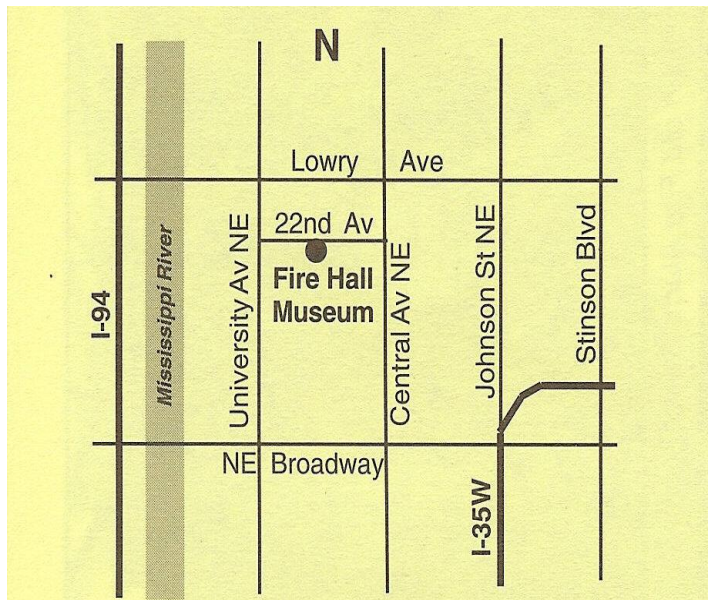 N
Lowry Ave
22nd Av
Fire Hall
Museum
I-94
Mississippi River
University Av NE
Central Av NE
Johnson St NE
Stinson Blvd
NE Broadway
I-35W